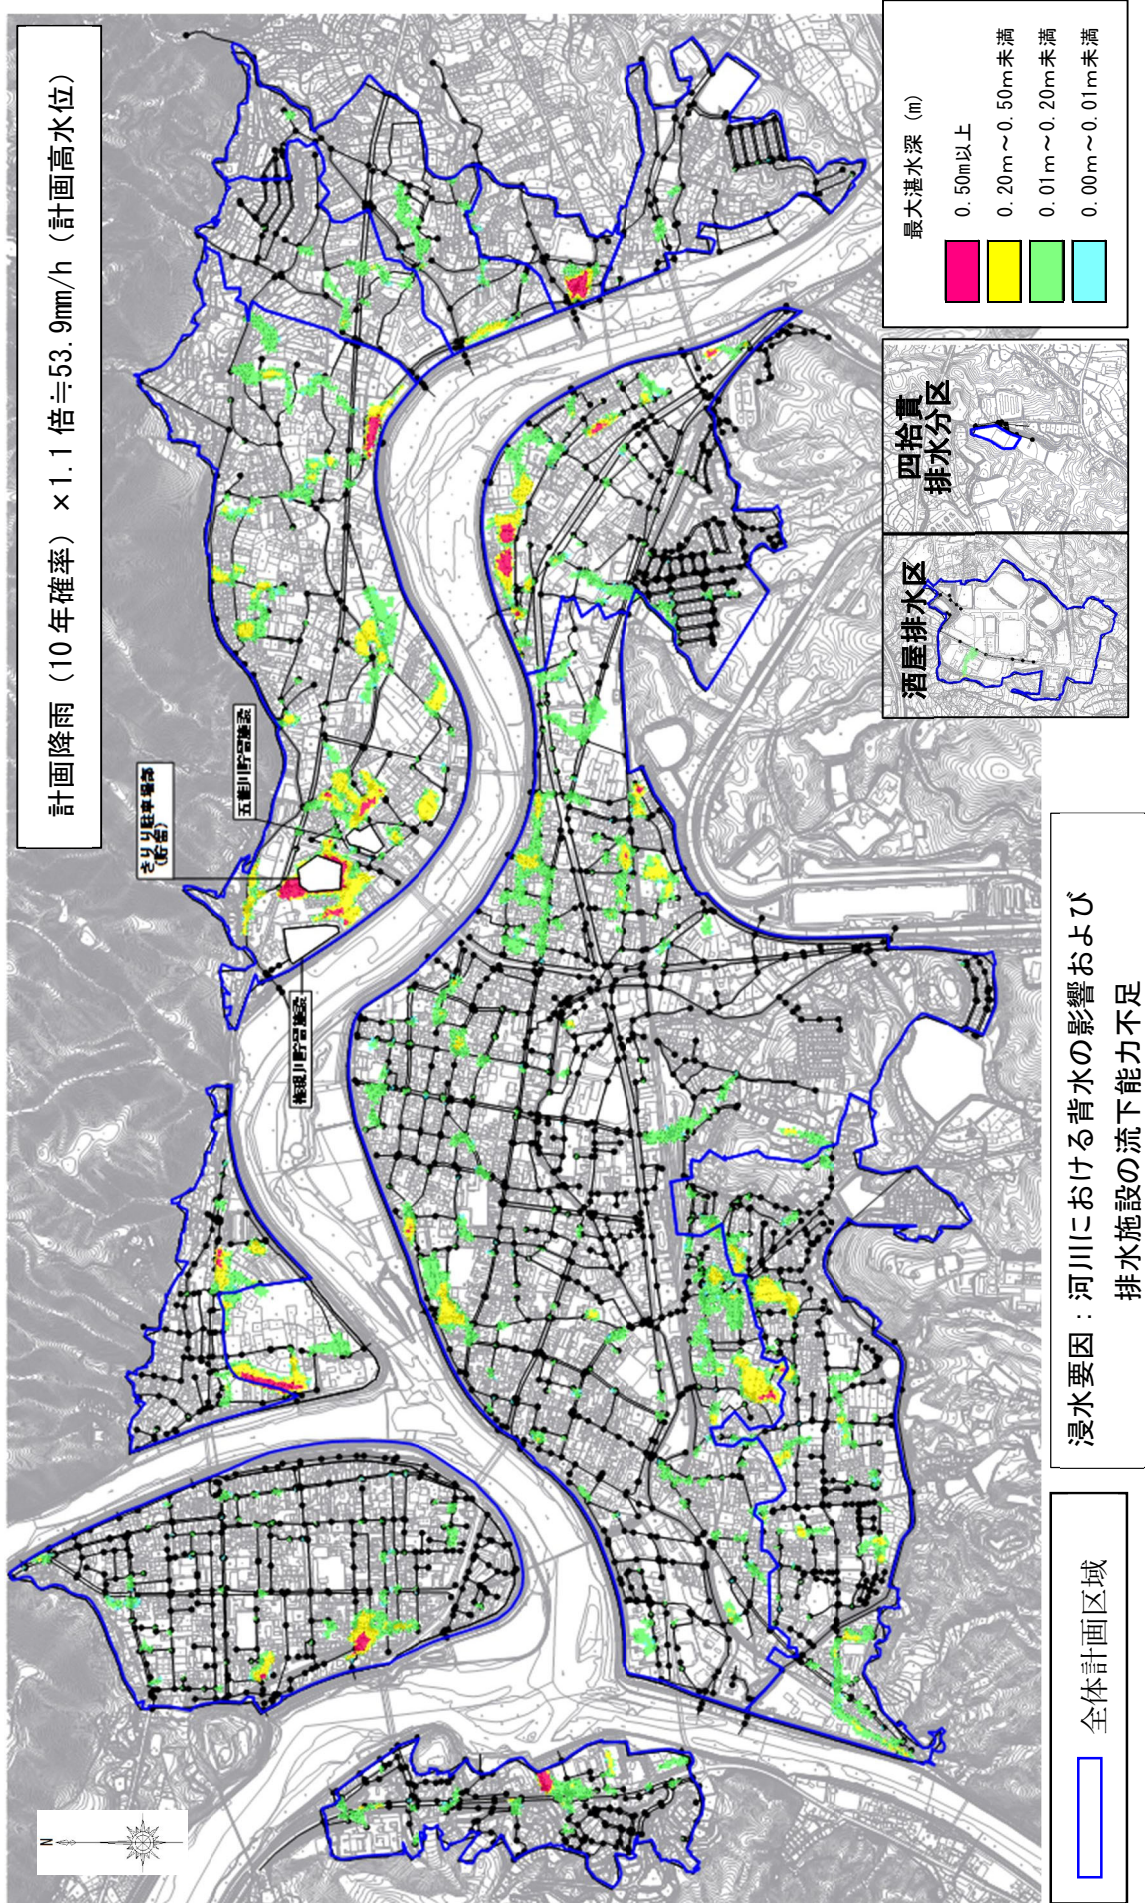 計画降雨（10年確率）×1.1倍≒53.9mm/h（計画高水位）
きりり駐車場部
（貯留）
権現川貯留施設
最大湛水深（m）
0.50m以上
0.20m～0.50m未満
0.01m～0.20m未満
0.00m～0.01m未満
四拾貫
排水分区
酒屋排水区
浸水要因：河川における背水の影響および
排水施設の流下能力不足
全体計画区域
N